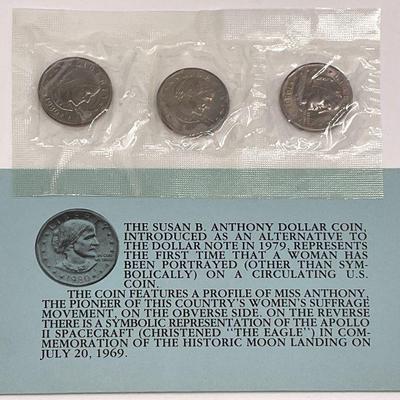 LIBERTY
1980
THE SUSAN B. ANTHONY DOLLAR COIN,
INTRODUCED AS AN ALTERNATIVE TO
THE DOLLAR NOTE IN 1979, REPRESENTS
THE FIRST TIME THAT A WOMAN HAS
BEEN PORTRAYED (OTHER THAN SYM-
BOLICALLY) ON A CIRCULATING U.S.
COIN.
THE COIN FEATURES A PROFILE OF MISS ANTHONY,
THE PIONEER OF THIS COUNTRY'S WOMEN'S SUFFRAGE
MOVEMENT, ON THE OBVERSE SIDE. ON THE REVERSE
THERE IS A SYMBOLIC REPRESENTATION OF THE APOLLO
II SPACECRAFT (CHRISTENED "THE EAGLE") IN COM-
MEMORATION OF THE HISTORIC MOON LANDING ON
JULY 20, 1969.